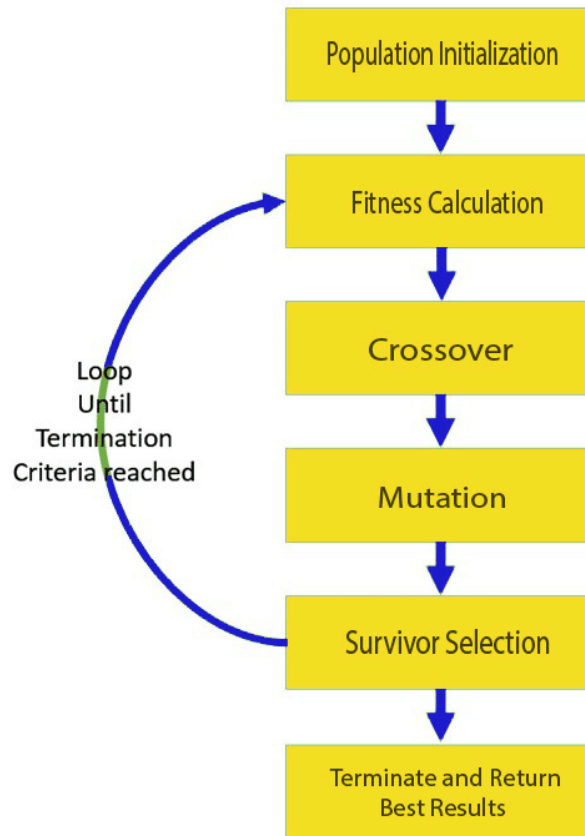 Population Initialization
Fitness Calculation
Crossover
Loop
Until
Termination
Criteria reached
Mutation
Survivor Selection
Terminate and Return
Best Results